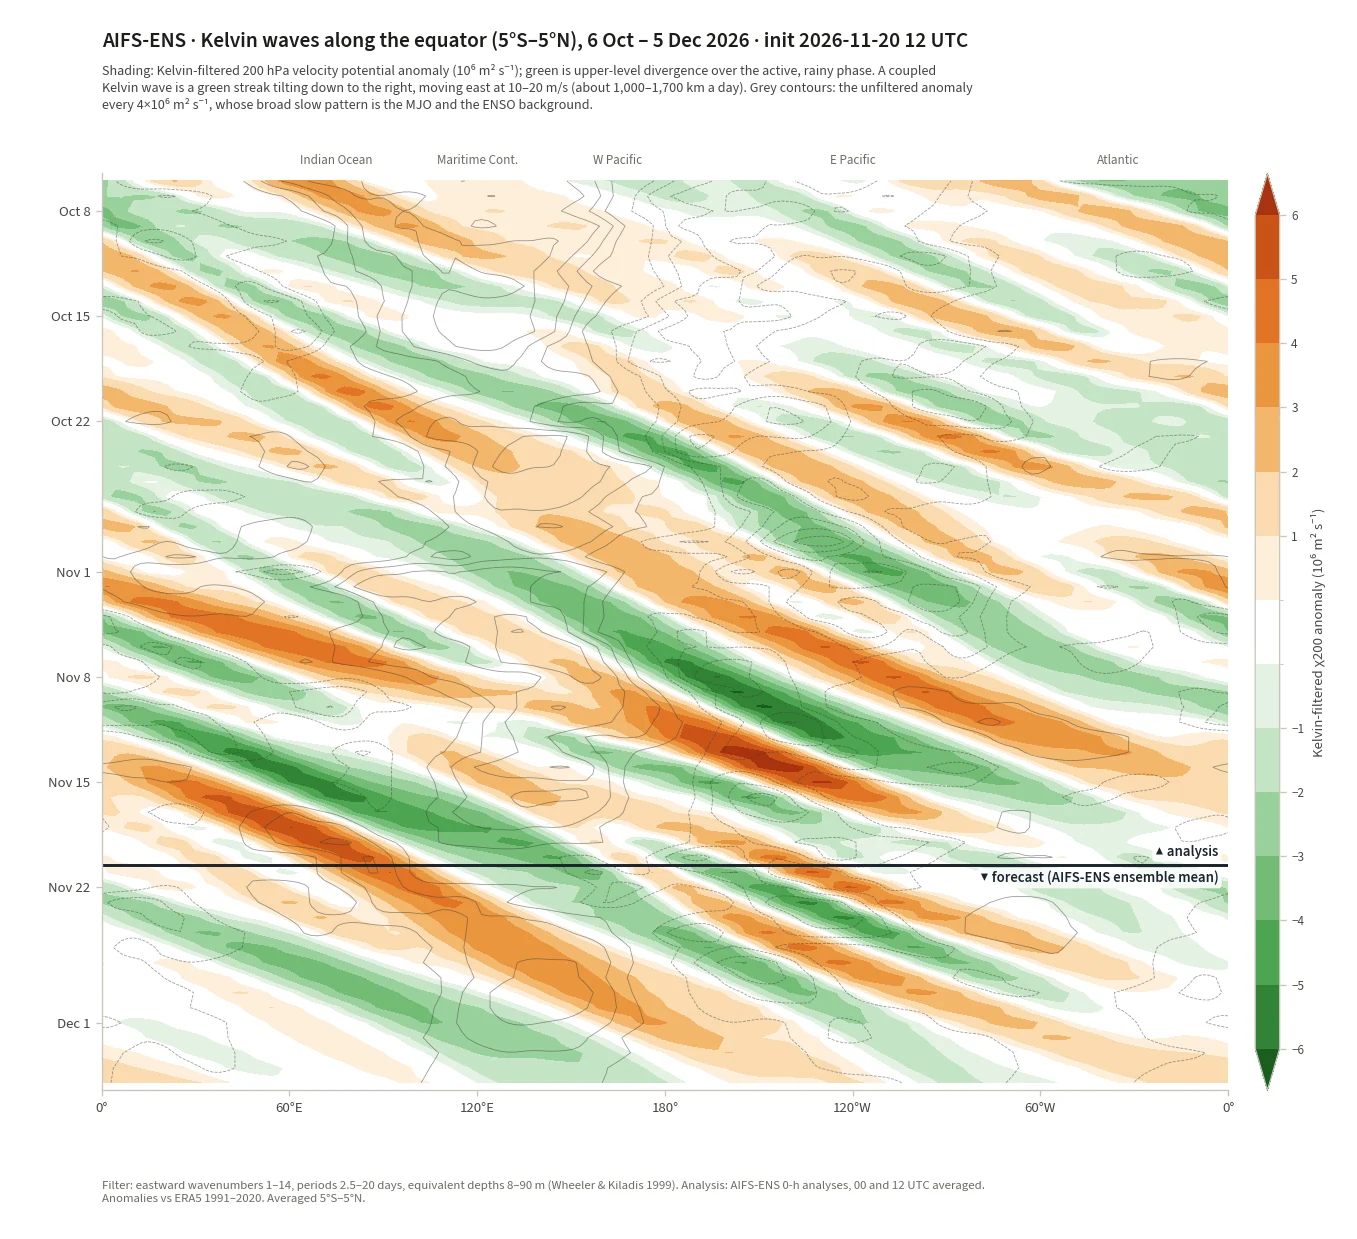 AIFS-ENS · Kelvin waves along the equator (5°S–5°N), 6 Oct – 5 Dec 2026 · init 2026-11-20 12 UTC
Shading: Kelvin-filtered 200 hPa velocity potential anomaly (10⁶ m² s⁻¹); green is upper-level divergence over the active, rainy phase. A coupled
Kelvin wave is a green streak tilting down to the right, moving east at 10–20 m/s (about 1,000–1,700 km a day). Grey contours: the unfiltered anomaly
every 4×10⁶ m² s⁻¹, whose broad slow pattern is the MJO and the ENSO background.
Indian Ocean Maritime Cont. W Pacific E Pacific Atlantic
Oct 8
Oct 15
Oct 22
Nov 1
Nov 8
Nov 15
Nov 22
Dec 1
▲ analysis
▼ forecast (AIFS-ENS ensemble mean)
0° 60°E 120°E 180° 120°W 60°W 0°
6
5
4
3
2
1
−1
−2
−3
−4
−5
−6
Kelvin-filtered χ200 anomaly (10⁶ m² s⁻¹)
Filter: eastward wavenumbers 1–14, periods 2.5–20 days, equivalent depths 8–90 m (Wheeler & Kiladis 1999). Analysis: AIFS-ENS 0-h analyses, 00 and 12 UTC averaged.
Anomalies vs ERA5 1991–2020. Averaged 5°S–5°N.